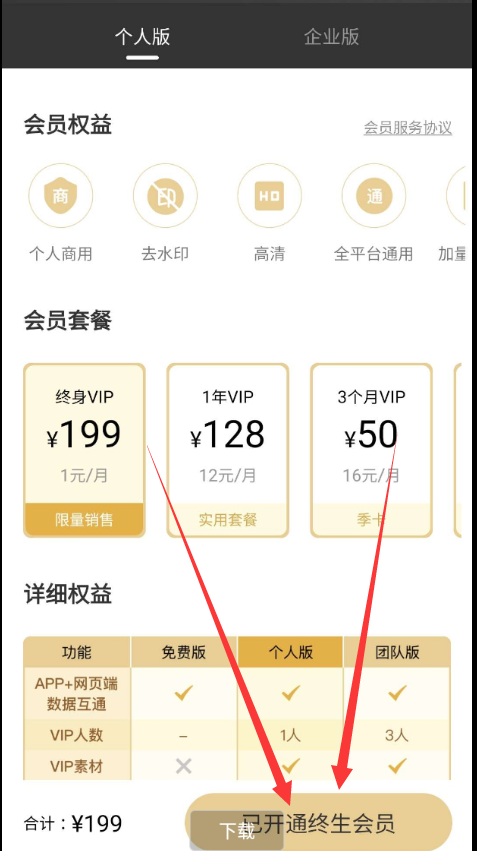 个人版 企业版
会员权益 会员服务协议
商 印 HD 通
个人商用 去水印 高清 全平台通用 加量
会员套餐
终身VIP 1年VIP 3个月VIP
¥199 ¥128 ¥50
1元/月 12元/月 16元/月
限量销售 实用套餐 季卡
详细权益
功能 免费版 个人版 团队版
APP+网页端
数据互通
VIP人数 – 1人 3人
VIP素材
合计：¥199 已开通终生会员
下载